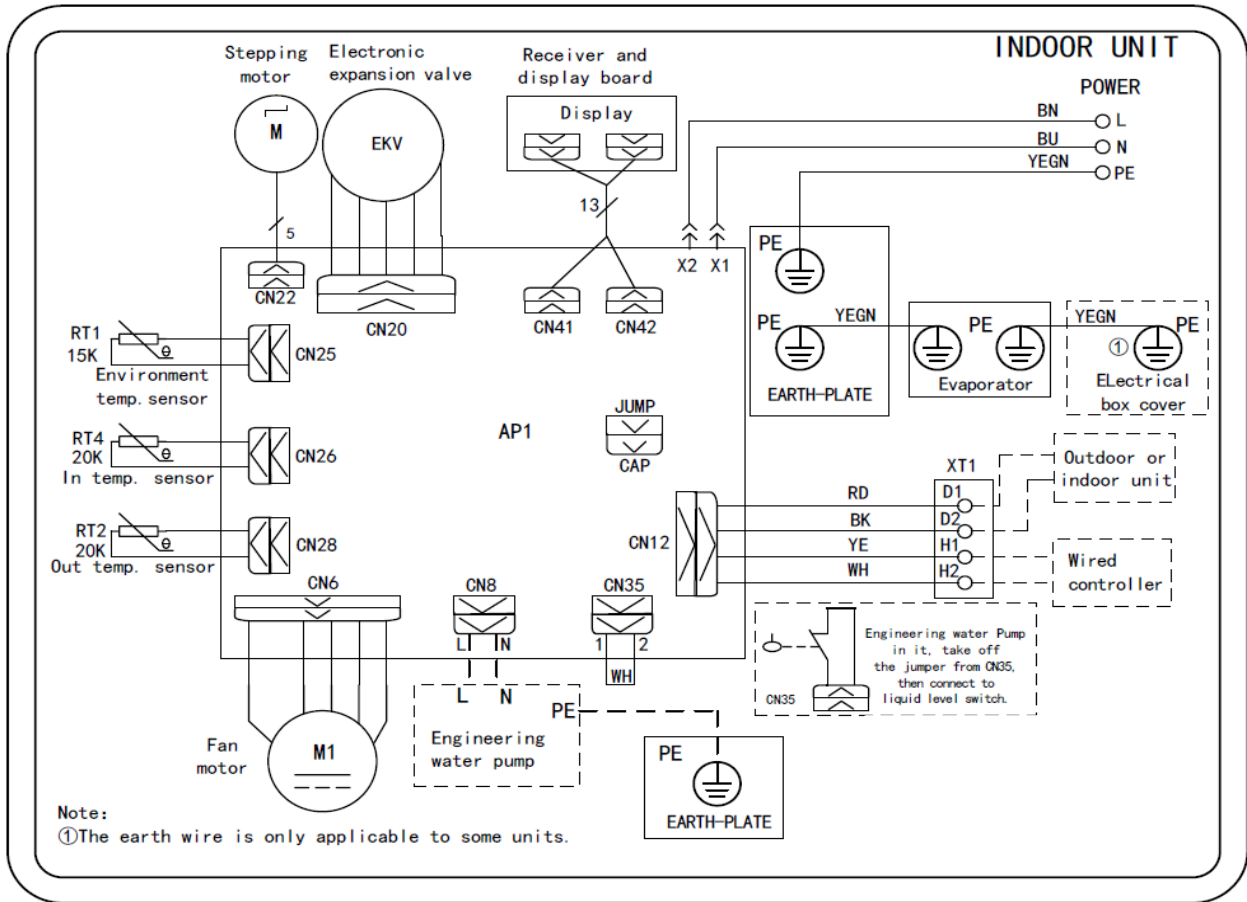 INDOOR UNIT
POWER
Stepping
motor
M
5
Electronic
expansion valve
EKV
Receiver and
display board
Display
13
BN
L
BU
N
YEGN
PE
X2 X1
CN22
CN20
CN41
CN42
RT1
15K
θ
CN25
Environment
temp. sensor
RT4
20K
θ
CN26
In temp. sensor
RT2
20K
θ
CN28
Out temp. sensor
AP1
JUMP
CAP
PE
PE
YEGN
EARTH-PLATE
PE
Evaporator
YEGN
PE
①
ELectrical
box cover
XT1
CN12
RD
D1
BK
D2
YE
H1
WH
H2
Outdoor or
indoor unit
Wired
controller
CN6
CN8
L N
CN35
1 2
WH
Fan
motor
M1
L N
PE
Engineering
water pump
PE
EARTH-PLATE
CN35
Engineering water Pump
in it, take off
the jumper from CN35,
then connect to
liquid level switch.
Note:
①The earth wire is only applicable to some units.